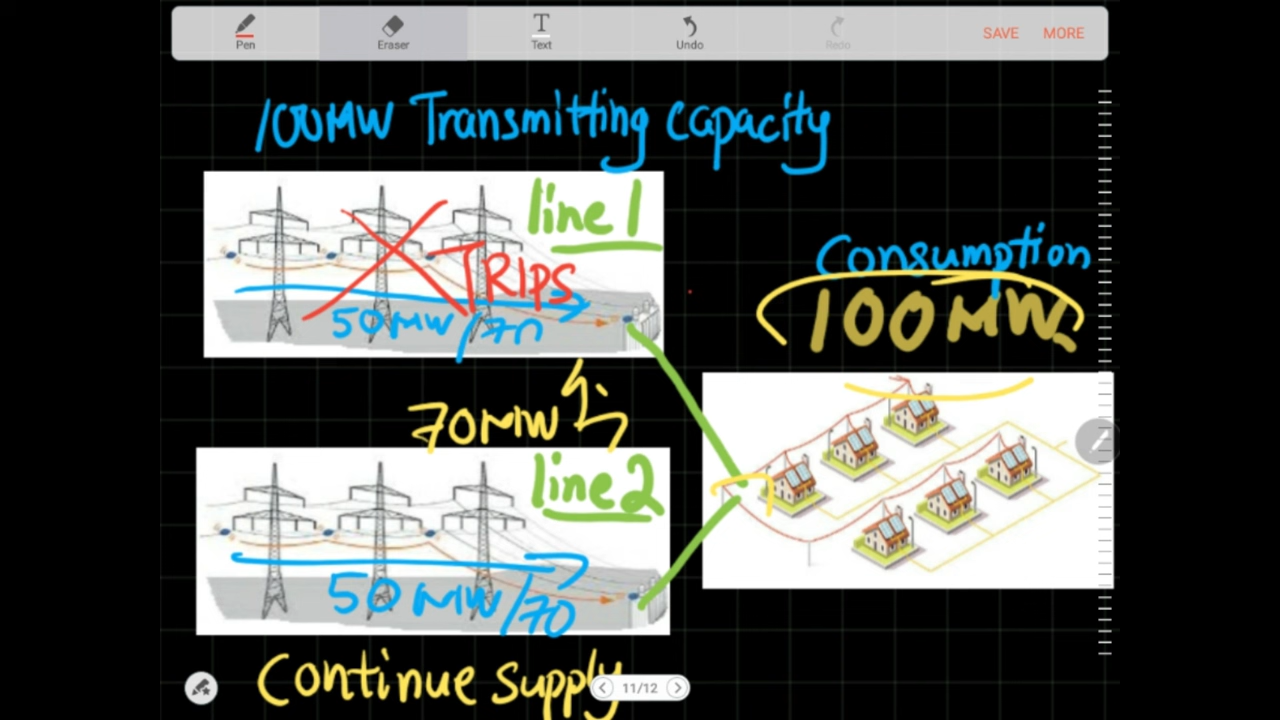 Pen
Eraser
Text
Undo
Redo
SAVE
MORE
100MW Transmitting capacity
line 1
TRIPS
50MW/70
Consumption
100MW
70MW
line 2
50MW/70
Continue supply
11/12